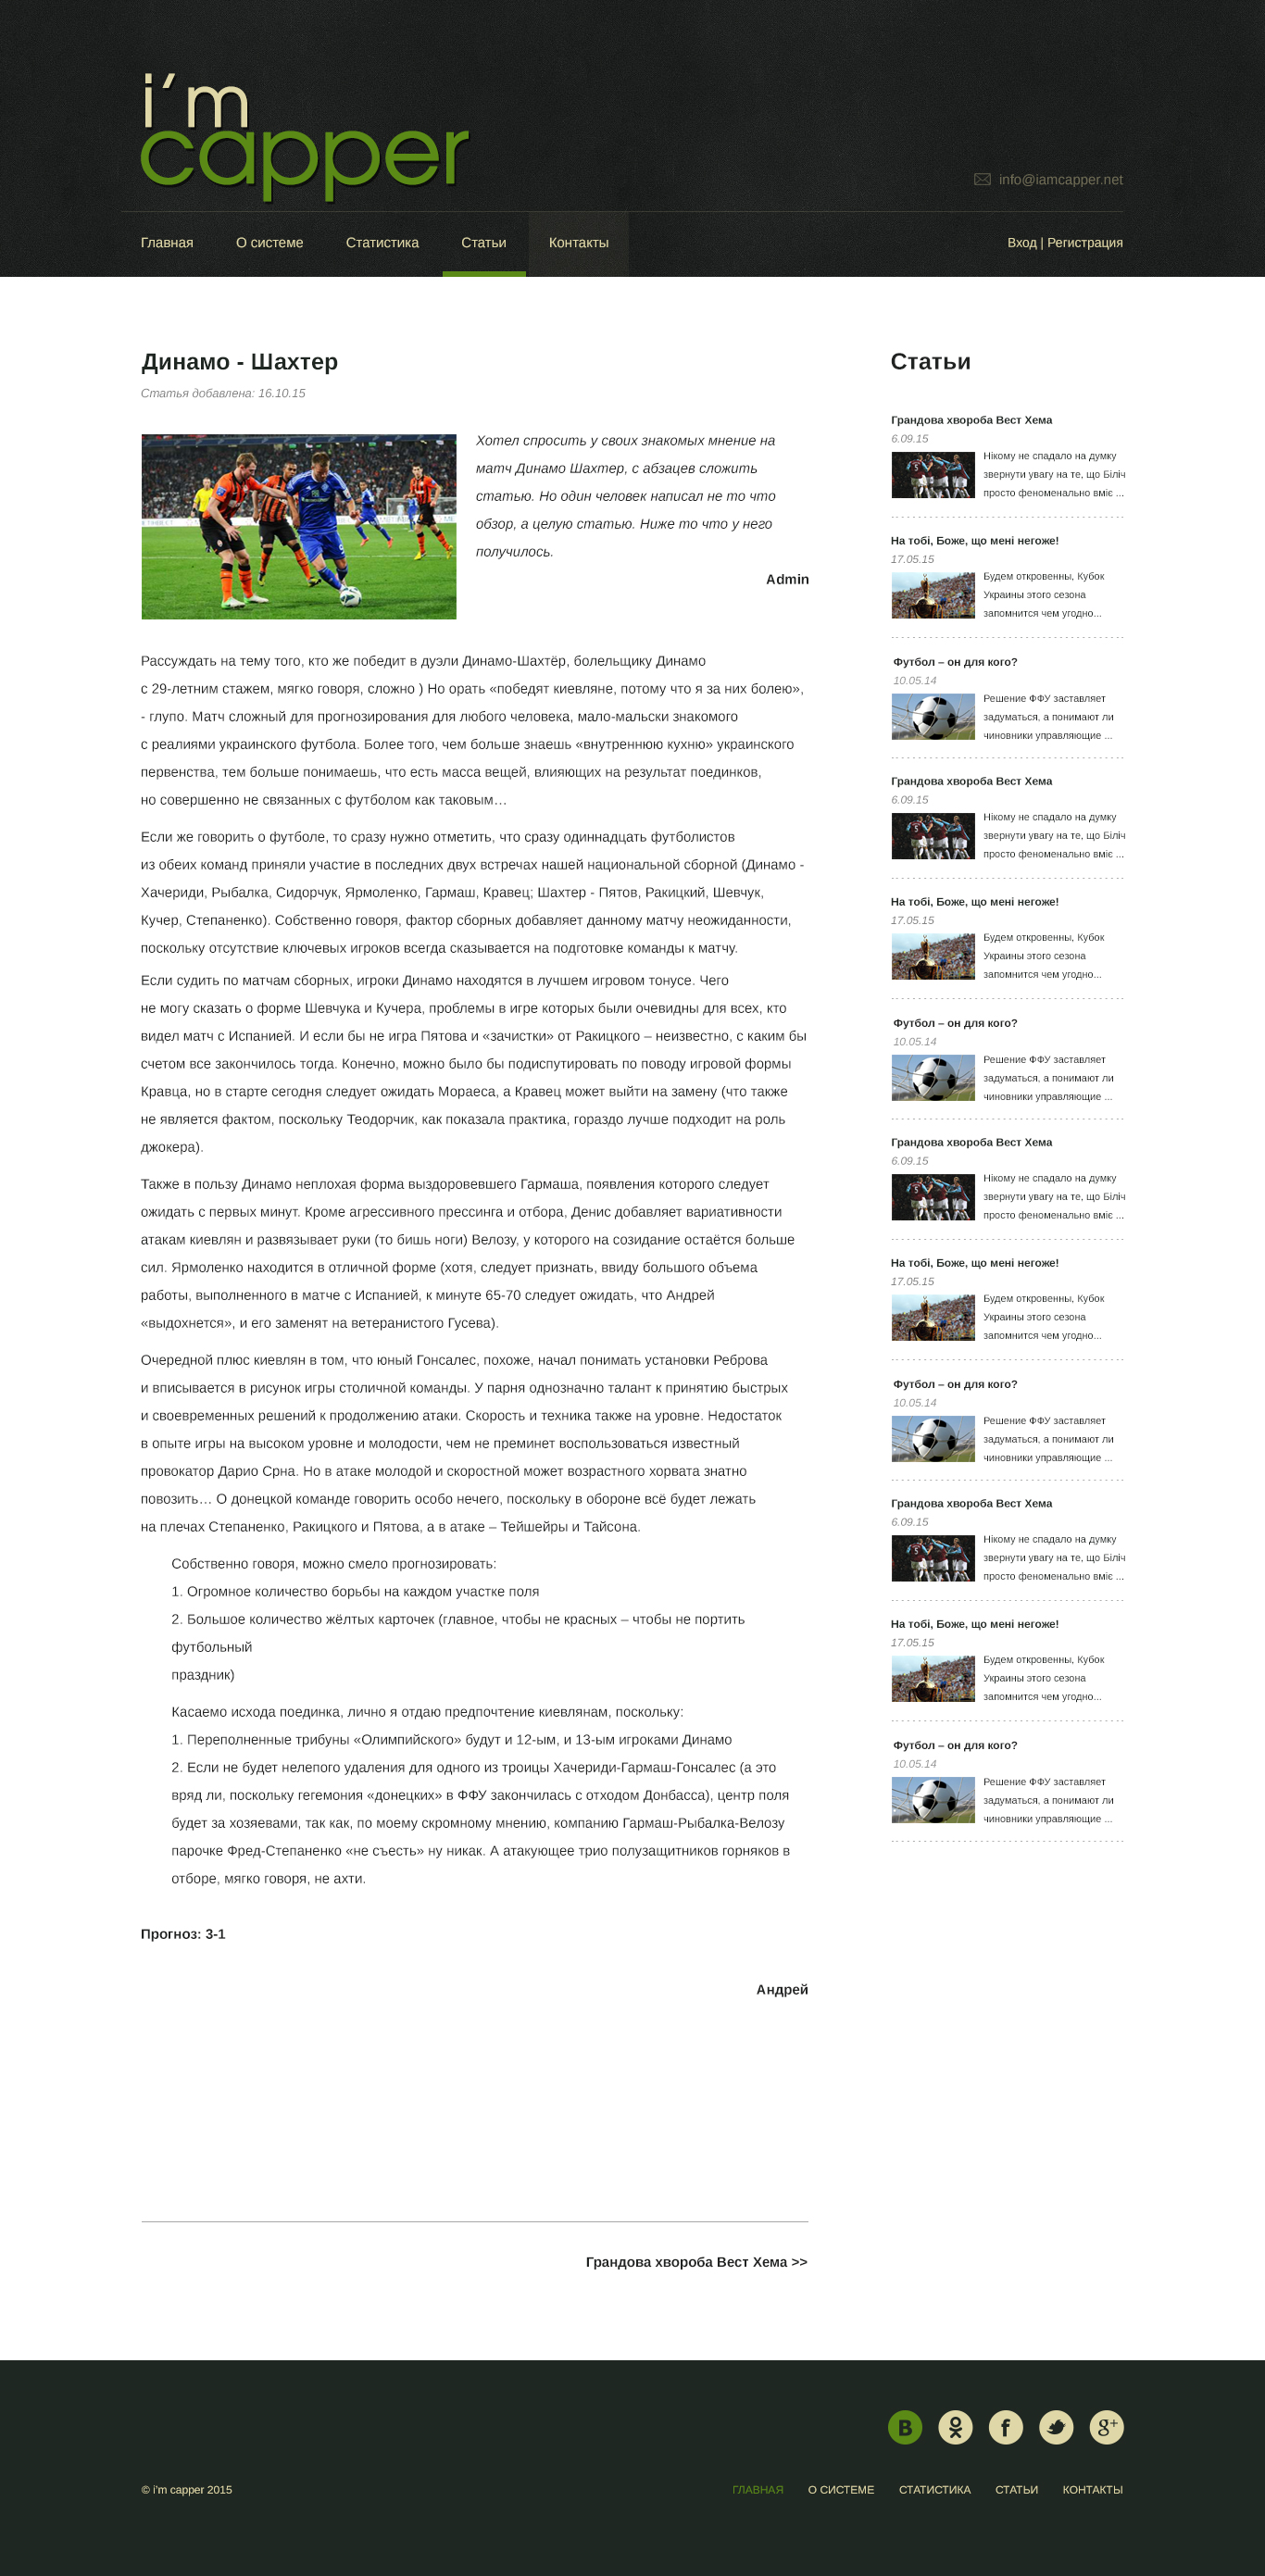 i'm
capper
info@iamcapper.net
Главная О системе Статистика Статьи Контакты Вход | Регистрация
Динамо - Шахтер
Статья добавлена: 16.10.15
Хотел спросить у своих знакомых мнение на
матч Динамо Шахтер, с абзацев сложить
статью. Но один человек написал не то что
обзор, а целую статью. Ниже то что у него
получилось.
Admin
Рассуждать на тему того, кто же победит в дуэли Динамо-Шахтёр, болельщику Динамо
с 29-летним стажем, мягко говоря, сложно ) Но орать «победят киевляне, потому что я за них болею»,
- глупо. Матч сложный для прогнозирования для любого человека, мало-мальски знакомого
с реалиями украинского футбола. Более того, чем больше знаешь «внутреннюю кухню» украинского
первенства, тем больше понимаешь, что есть масса вещей, влияющих на результат поединков,
но совершенно не связанных с футболом как таковым…
Если же говорить о футболе, то сразу нужно отметить, что сразу одиннадцать футболистов
из обеих команд приняли участие в последних двух встречах нашей национальной сборной (Динамо -
Хачериди, Рыбалка, Сидорчук, Ярмоленко, Гармаш, Кравец; Шахтер - Пятов, Ракицкий, Шевчук,
Кучер, Степаненко). Собственно говоря, фактор сборных добавляет данному матчу неожиданности,
поскольку отсутствие ключевых игроков всегда сказывается на подготовке команды к матчу.
Если судить по матчам сборных, игроки Динамо находятся в лучшем игровом тонусе. Чего
не могу сказать о форме Шевчука и Кучера, проблемы в игре которых были очевидны для всех, кто
видел матч с Испанией. И если бы не игра Пятова и «зачистки» от Ракицкого – неизвестно, с каким бы
счетом все закончилось тогда. Конечно, можно было бы подиспутировать по поводу игровой формы
Кравца, но в старте сегодня следует ожидать Мораеса, а Кравец может выйти на замену (что также
не является фактом, поскольку Теодорчик, как показала практика, гораздо лучше подходит на роль
джокера).
Также в пользу Динамо неплохая форма выздоровевшего Гармаша, появления которого следует
ожидать с первых минут. Кроме агрессивного прессинга и отбора, Денис добавляет вариативности
атакам киевлян и развязывает руки (то бишь ноги) Велозу, у которого на созидание остаётся больше
сил. Ярмоленко находится в отличной форме (хотя, следует признать, ввиду большого объема
работы, выполненного в матче с Испанией, к минуте 65-70 следует ожидать, что Андрей
«выдохнется», и его заменят на ветеранистого Гусева).
Очередной плюс киевлян в том, что юный Гонсалес, похоже, начал понимать установки Реброва
и вписывается в рисунок игры столичной команды. У парня однозначно талант к принятию быстрых
и своевременных решений к продолжению атаки. Скорость и техника также на уровне. Недостаток
в опыте игры на высоком уровне и молодости, чем не преминет воспользоваться известный
провокатор Дарио Срна. Но в атаке молодой и скоростной может возрастного хорвата знатно
повозить… О донецкой команде говорить особо нечего, поскольку в обороне всё будет лежать
на плечах Степаненко, Ракицкого и Пятова, а в атаке – Тейшейры и Тайсона.
Собственно говоря, можно смело прогнозировать:
1. Огромное количество борьбы на каждом участке поля
2. Большое количество жёлтых карточек (главное, чтобы не красных – чтобы не портить
футбольный
праздник)
Касаемо исхода поединка, лично я отдаю предпочтение киевлянам, поскольку:
1. Переполненные трибуны «Олимпийского» будут и 12-ым, и 13-ым игроками Динамо
2. Если не будет нелепого удаления для одного из троицы Хачериди-Гармаш-Гонсалес (а это
вряд ли, поскольку гегемония «донецких» в ФФУ закончилась с отходом Донбасса), центр поля
будет за хозяевами, так как, по моему скромному мнению, компанию Гармаш-Рыбалка-Велозу
парочке Фред-Степаненко «не съесть» ну никак. А атакующее трио полузащитников горняков в
отборе, мягко говоря, не ахти.
Прогноз: 3-1
Андрей
Грандова хвороба Вест Хема >>
Статьи
Грандова хвороба Вест Хема
6.09.15
Нікому не спадало на думку
звернути увагу на те, що Біліч
просто феноменально вміє ...
На тобі, Боже, що мені негоже!
17.05.15
Будем откровенны, Кубок
Украины этого сезона
запомнится чем угодно...
Футбол – он для кого?
10.05.14
Решение ФФУ заставляет
задуматься, а понимают ли
чиновники управляющие ...
Грандова хвороба Вест Хема
6.09.15
Нікому не спадало на думку
звернути увагу на те, що Біліч
просто феноменально вміє ...
На тобі, Боже, що мені негоже!
17.05.15
Будем откровенны, Кубок
Украины этого сезона
запомнится чем угодно...
Футбол – он для кого?
10.05.14
Решение ФФУ заставляет
задуматься, а понимают ли
чиновники управляющие ...
Грандова хвороба Вест Хема
6.09.15
Нікому не спадало на думку
звернути увагу на те, що Біліч
просто феноменально вміє ...
На тобі, Боже, що мені негоже!
17.05.15
Будем откровенны, Кубок
Украины этого сезона
запомнится чем угодно...
Футбол – он для кого?
10.05.14
Решение ФФУ заставляет
задуматься, а понимают ли
чиновники управляющие ...
Грандова хвороба Вест Хема
6.09.15
Нікому не спадало на думку
звернути увагу на те, що Біліч
просто феноменально вміє ...
На тобі, Боже, що мені негоже!
17.05.15
Будем откровенны, Кубок
Украины этого сезона
запомнится чем угодно...
Футбол – он для кого?
10.05.14
Решение ФФУ заставляет
задуматься, а понимают ли
чиновники управляющие ...
© i'm capper 2015
ГЛАВНАЯ О СИСТЕМЕ СТАТИСТИКА СТАТЬИ КОНТАКТЫ